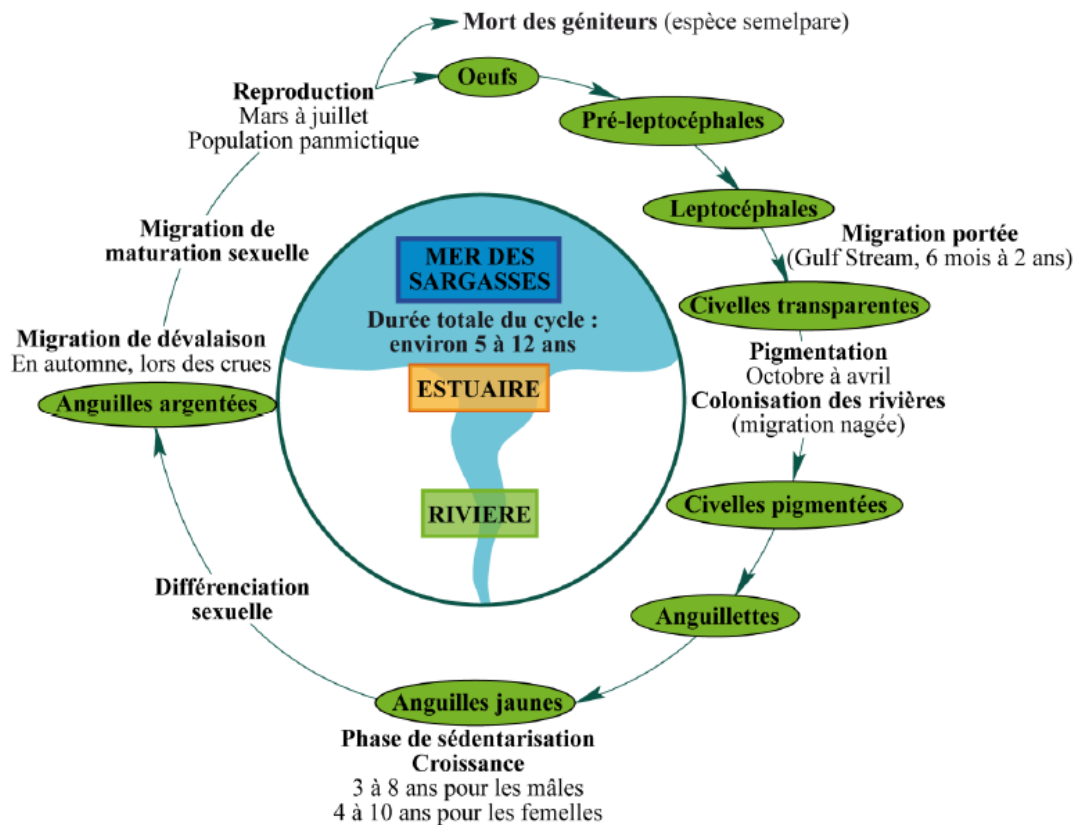 Mort des géniteurs (espèce semelpare)
Oeufs
Pré-leptocéphales
Leptocéphales
Migration portée
(Gulf Stream, 6 mois à 2 ans)
Civelles transparentes
Pigmentation
Octobre à avril
Colonisation des rivières
(migration nagée)
Civelles pigmentées
Anguillettes
Anguilles jaunes
Phase de sédentarisation
Croissance
3 à 8 ans pour les mâles
4 à 10 ans pour les femelles
Différenciation
sexuelle
Anguilles argentées
Migration de dévalaison
En automne, lors des crues
Migration de
maturation sexuelle
Reproduction
Mars à juillet
Population panmictique
MER DES
SARGASSES
Durée totale du cycle :
environ 5 à 12 ans
ESTUAIRE
RIVIERE